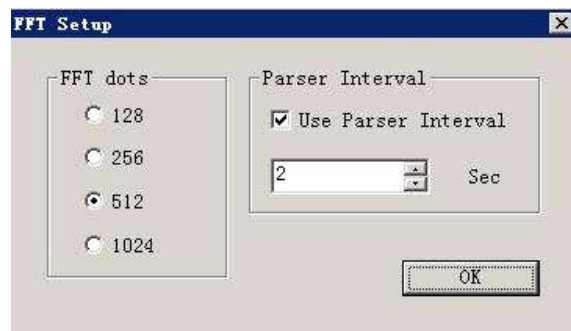 FFT Setup
FFT dots
128
256
512
1024
Parser Interval
Use Parser Interval
2
Sec
OK